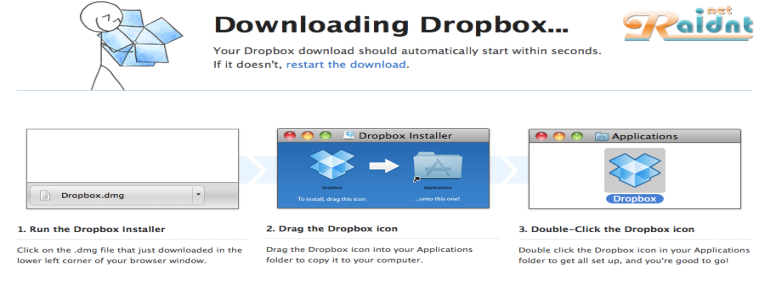 Downloading Dropbox...
net
Raidnt
Your Dropbox download should automatically start within seconds.
If it doesn't, restart the download.
Dropbox.dmg
Dropbox Installer
Dropbox
Applications
To install, drag this icon
...onto this one!
Applications
Dropbox
1. Run the Dropbox Installer
Click on the .dmg file that just downloaded in the
lower left corner of your browser window.
2. Drag the Dropbox icon
Drag the Dropbox icon into your Applications
folder to copy it to your computer.
3. Double-Click the Dropbox icon
Double click the Dropbox icon in your Applications
folder to get all set up, and you're good to go!